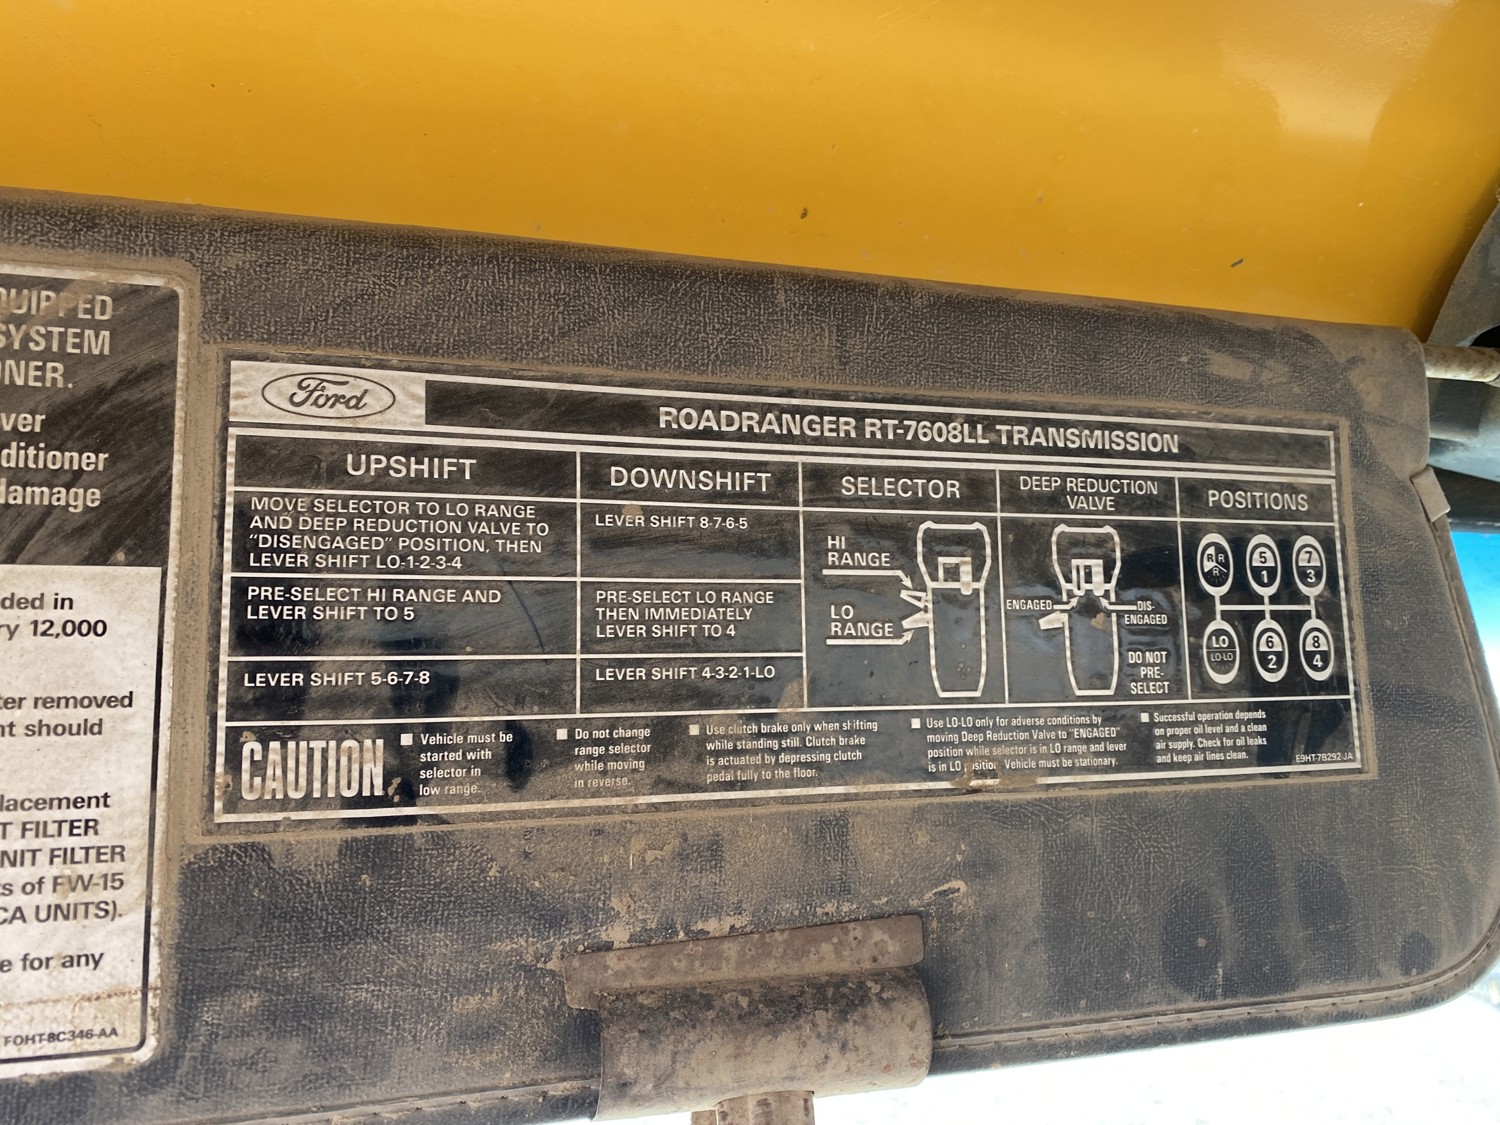 QUIPPED
SYSTEM
NER.
ver
ditioner
damage
ded in
ry 12,000
ter removed
nt should
lacement
T FILTER
NIT FILTER
ts of FW-15
CA UNITS).
e for any
FOHT-8C346-AA
Ford
ROADRANGER RT-7608LL TRANSMISSION
UPSHIFT
MOVE SELECTOR TO LO RANGE
AND DEEP REDUCTION VALVE TO
"DISENGAGED" POSITION, THEN
LEVER SHIFT LO-1-2-3-4
PRE-SELECT HI RANGE AND
LEVER SHIFT TO 5
LEVER SHIFT 5-6-7-8
DOWNSHIFT
LEVER SHIFT 8-7-6-5
PRE-SELECT LO RANGE
THEN IMMEDIATELY
LEVER SHIFT TO 4
LEVER SHIFT 4-3-2-1-LO
SELECTOR
HI
RANGE
LO
RANGE
DEEP REDUCTION
VALVE
ENGAGED
DIS-
ENGAGED
DO NOT
PRE-
SELECT
POSITIONS
R R
R
5
1
7
3
LO
LO-LO
6
2
8
4
CAUTION
Vehicle must be
started with
selector in
low range.
Do not change
range selector
while moving
in reverse.
Use clutch brake only when shifting
while standing still. Clutch brake
is actuated by depressing clutch
pedal fully to the floor.
Use LO-LO only for adverse conditions by
moving Deep Reduction Valve to "ENGAGED"
position while selector is in LO range and lever
is in LO position Vehicle must be stationary.
Successful operation depends
on proper oil level and a clean
air supply. Check for oil leaks
and keep air lines clean.
E9HT-7B292-JA